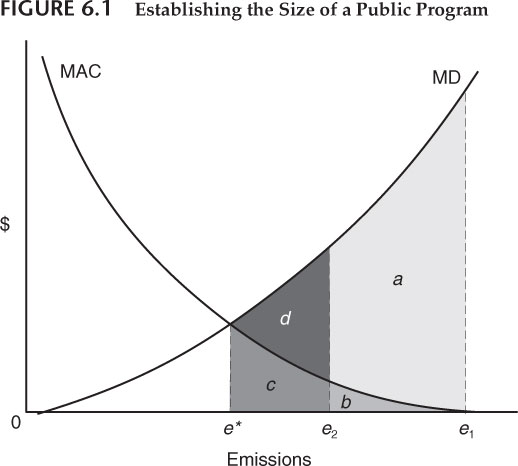 FIGURE 6.1 Establishing the Size of a Public Program
MAC
MD
$
a
d
c
b
0
e*
e₂
e₁
Emissions